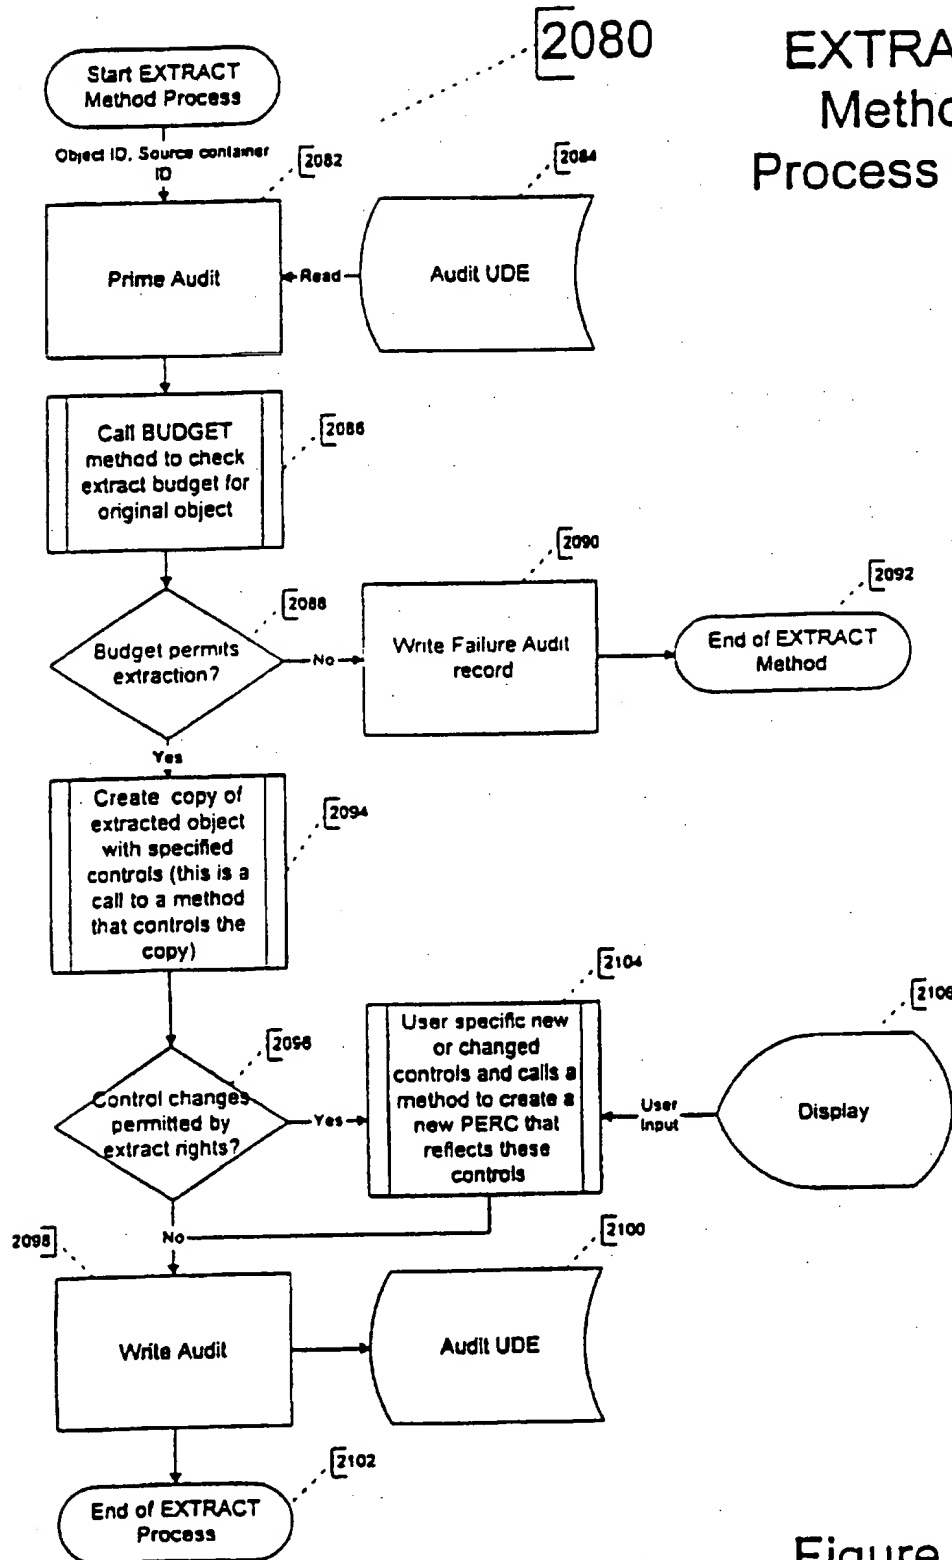 2080
EXTRA
Metho
Process
Start EXTRACT
Method Process
Object ID, Source container
ID
2082
2084
Prime Audit
Read
Audit UDE
Call BUDGET
method to check
extract budget for
original object
2086
2090
2092
2088
Budget permits
extraction?
No
Write Failure Audit
record
End of EXTRACT
Method
Yes
Create copy of
extracted object
with specified
controls (this is a
call to a method
that controls the
copy)
2094
2104
2106
2096
User specific new
or changed
controls and calls a
method to create a
new PERC that
reflects these
controls
Control changes
permitted by
extract rights?
Yes
User
Input
Display
2098
No
2100
Write Audit
Audit UDE
2102
End of EXTRACT
Process
Figure